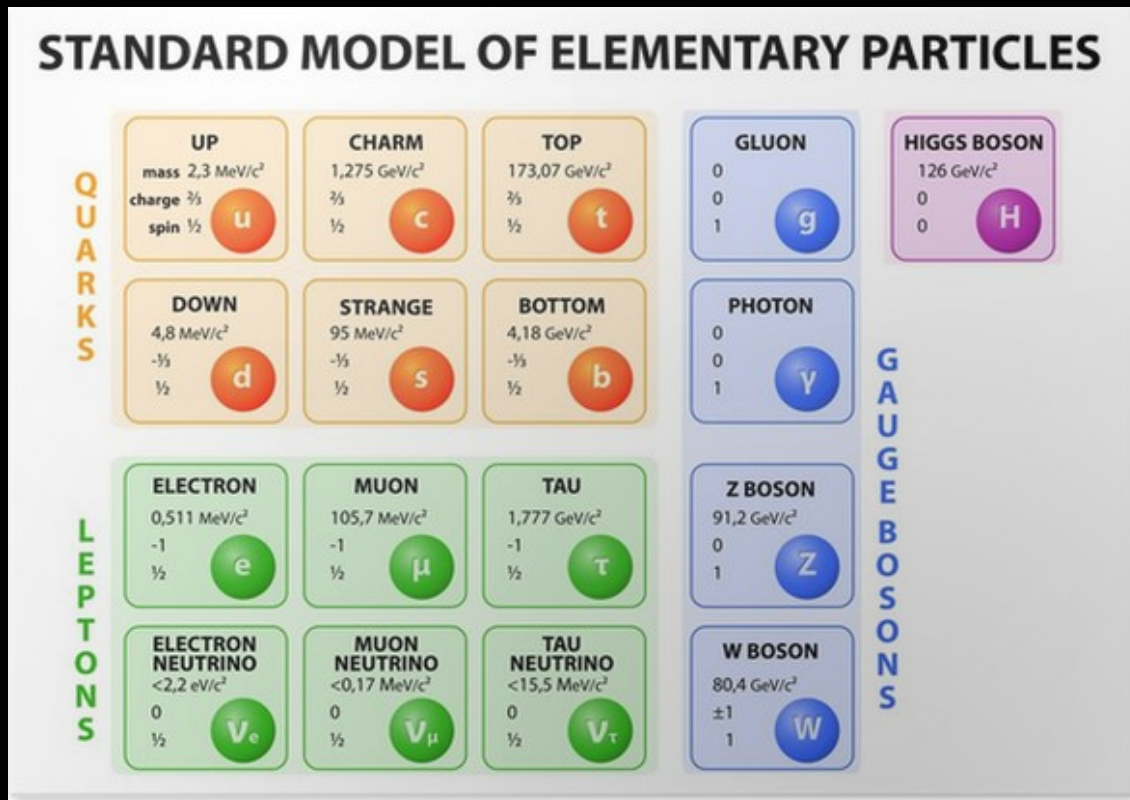 STANDARD MODEL OF ELEMENTARY PARTICLES
QUARKS
UP
mass 2,3 MeV/c²
charge ⅔
spin ½
u
CHARM
1,275 GeV/c²
⅔
½
c
TOP
173,07 GeV/c²
⅔
½
t
DOWN
4,8 MeV/c²
-⅓
½
d
STRANGE
95 MeV/c²
-⅓
½
s
BOTTOM
4,18 GeV/c²
-⅓
½
b
LEPTONS
ELECTRON
0,511 MeV/c²
-1
½
e
MUON
105,7 MeV/c²
-1
½
μ
TAU
1,777 GeV/c²
-1
½
τ
ELECTRON
NEUTRINO
<2,2 eV/c²
0
½
νe
MUON
NEUTRINO
<0,17 MeV/c²
0
½
νμ
TAU
NEUTRINO
<15,5 MeV/c²
0
½
ντ
GAUGE BOSONS
GLUON
0
0
1
g
PHOTON
0
0
1
γ
Z BOSON
91,2 GeV/c²
0
1
Z
W BOSON
80,4 GeV/c²
±1
1
W
HIGGS BOSON
126 GeV/c²
0
0
H